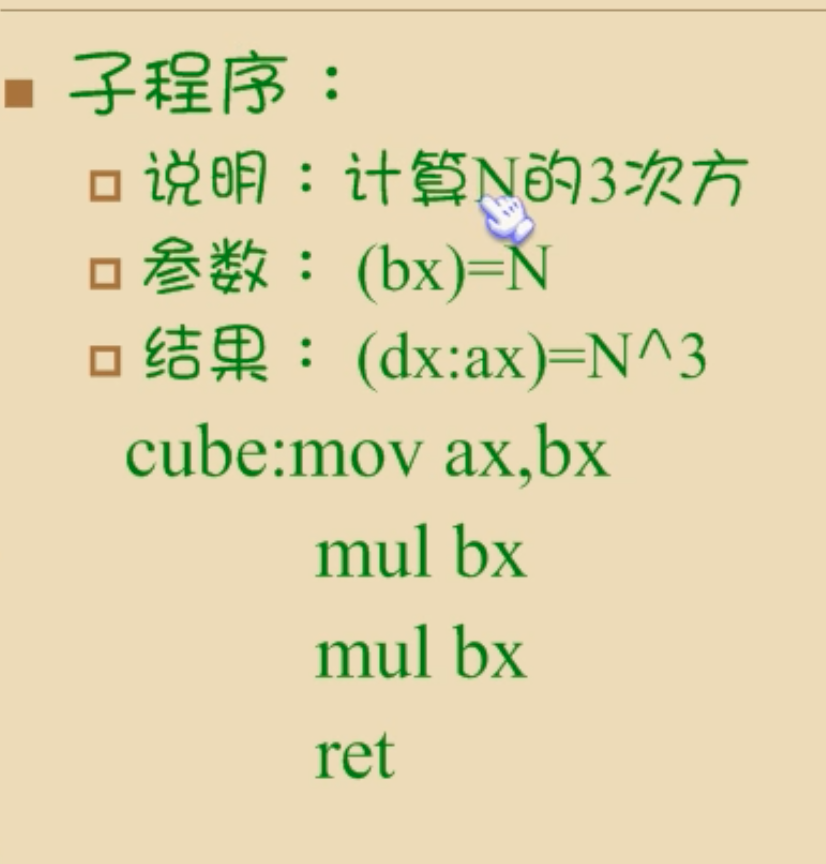 子程序：
说明：计算N的3次方
参数：(bx)=N
结果：(dx:ax)=N^3
cube:mov ax,bx
mul bx
mul bx
ret